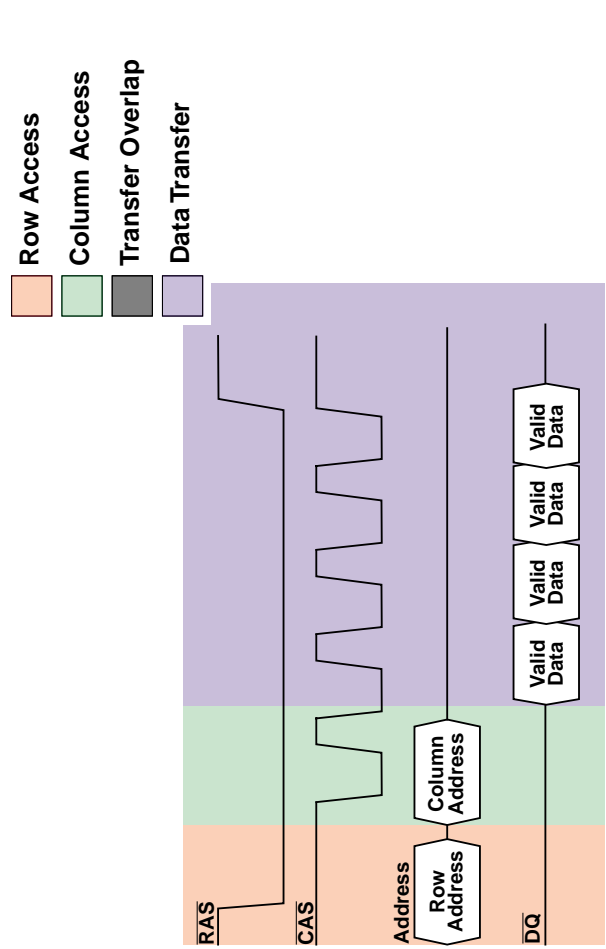 Row Access
Column Access
Transfer Overlap
Data Transfer
RAS
CAS
Address
Row
Address
Column
Address
DQ
Valid
Data
Valid
Data
Valid
Data
Valid
Data